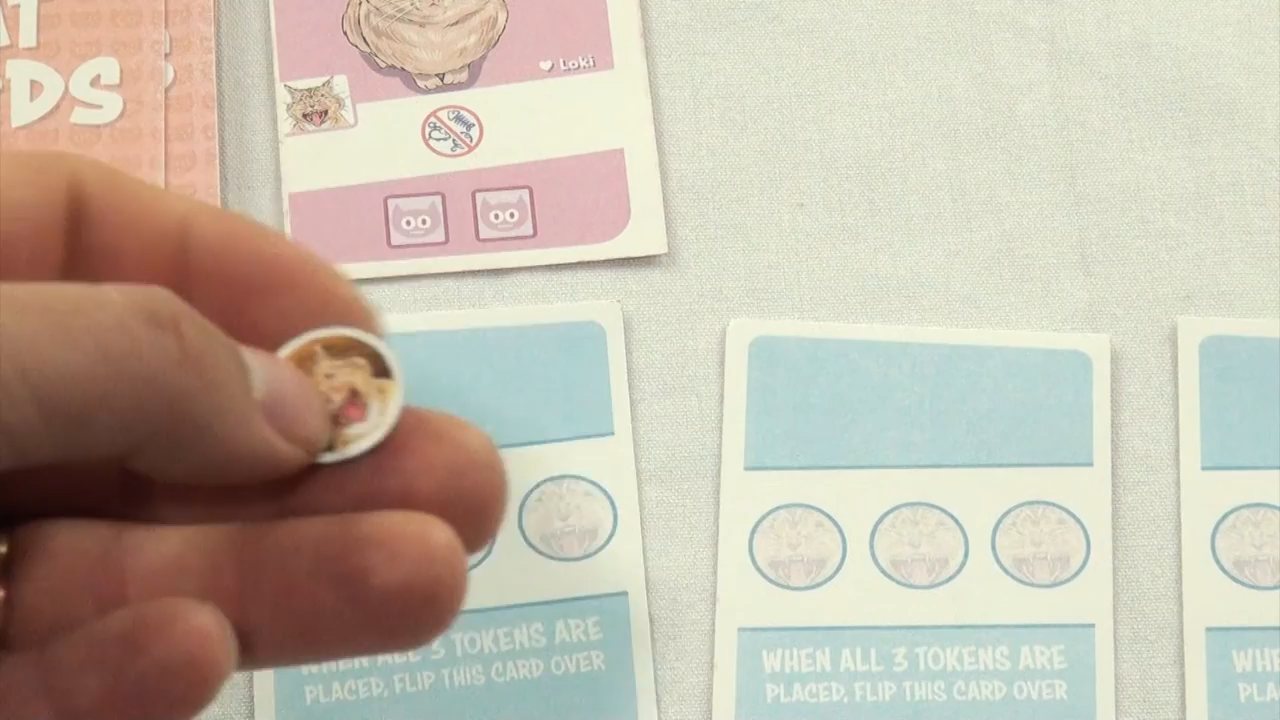 ♥ Loki
WHEN ALL 3 TOKENS ARE
PLACED, FLIP THIS CARD OVER
WHEN ALL 3 TOKENS ARE
PLACED, FLIP THIS CARD OVER